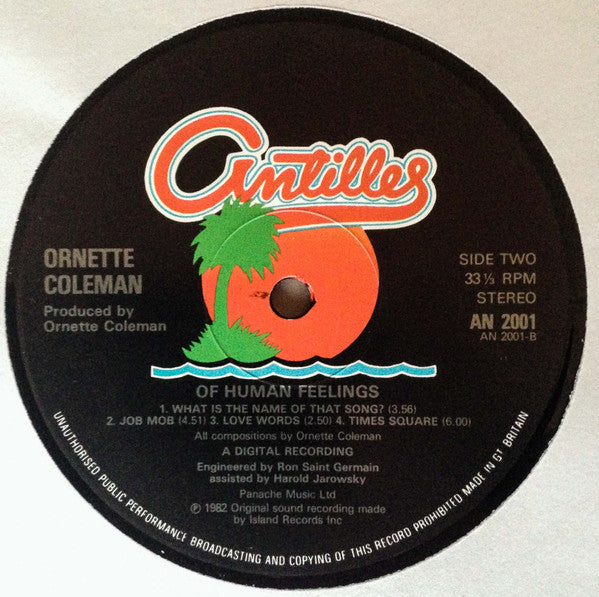 Antilles
ORNETTE
COLEMAN
Produced by
Ornette Coleman
SIDE TWO
33⅓ RPM
STEREO
AN 2001
AN 2001-B
OF HUMAN FEELINGS
1. WHAT IS THE NAME OF THAT SONG? (3.56)
2. JOB MOB (4.51) 3. LOVE WORDS (2.50) 4. TIMES SQUARE (6.00)
All compositions by Ornette Coleman
A DIGITAL RECORDING
Engineered by Ron Saint Germain
assisted by Harold Jarowsky
Panache Music Ltd
Ⓟ 1982 Original sound recording made
by Island Records Inc
UNAUTHORISED PUBLIC PERFORMANCE BROADCASTING AND COPYING OF THIS RECORD PROHIBITED MADE IN GT BRITAIN